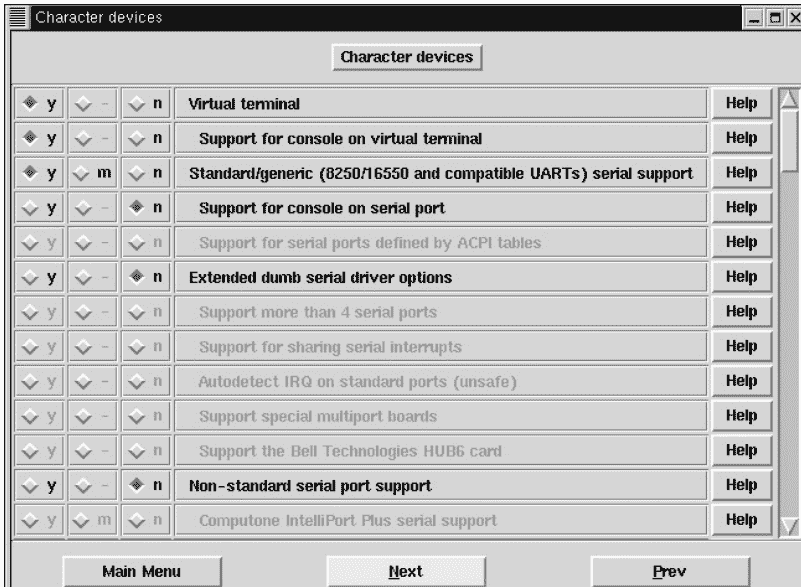 Character devices
Character devices
y - n Virtual terminal Help
y - n Support for console on virtual terminal Help
y m n Standard/generic (8250/16550 and compatible UARTs) serial support Help
y - n Support for console on serial port Help
y - n Support for serial ports defined by ACPI tables Help
y - n Extended dumb serial driver options Help
y - n Support more than 4 serial ports Help
y - n Support for sharing serial interrupts Help
y - n Autodetect IRQ on standard ports (unsafe) Help
y - n Support special multiport boards Help
y - n Support the Bell Technologies HUB6 card Help
y - n Non-standard serial port support Help
y m n Computone IntelliPort Plus serial support Help
Main Menu Next Prev